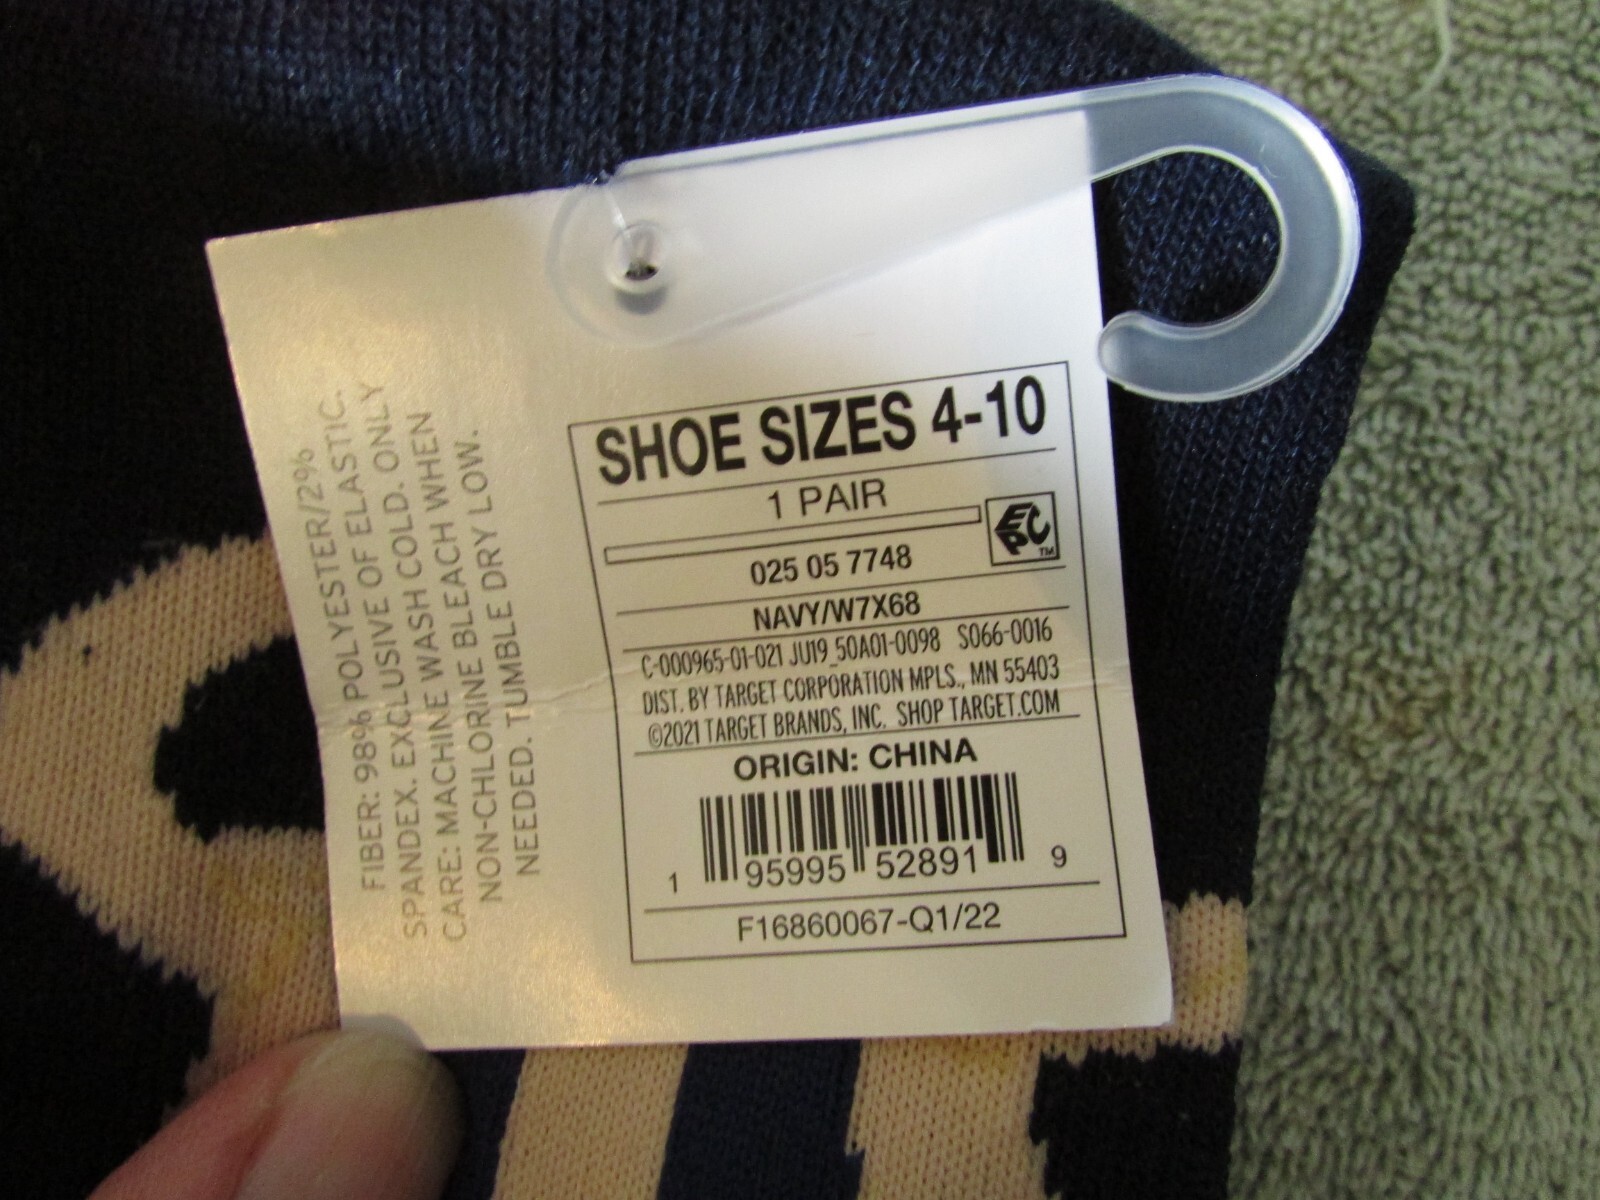 FIBER: 98% POLYESTER/2%
SPANDEX. EXCLUSIVE OF ELASTIC.
CARE: MACHINE WASH COLD. ONLY
NON-CHLORINE BLEACH WHEN
NEEDED. TUMBLE DRY LOW.
SHOE SIZES 4-10
1 PAIR
EPC TM
025 05 7748
NAVY/W7X68
C-000965-01-021 JU19_50A01-0098 S066-0016
DIST. BY TARGET CORPORATION MPLS., MN 55403
©2021 TARGET BRANDS, INC. SHOP TARGET.COM
ORIGIN: CHINA
1 95995 52891 9
F16860067-Q1/22